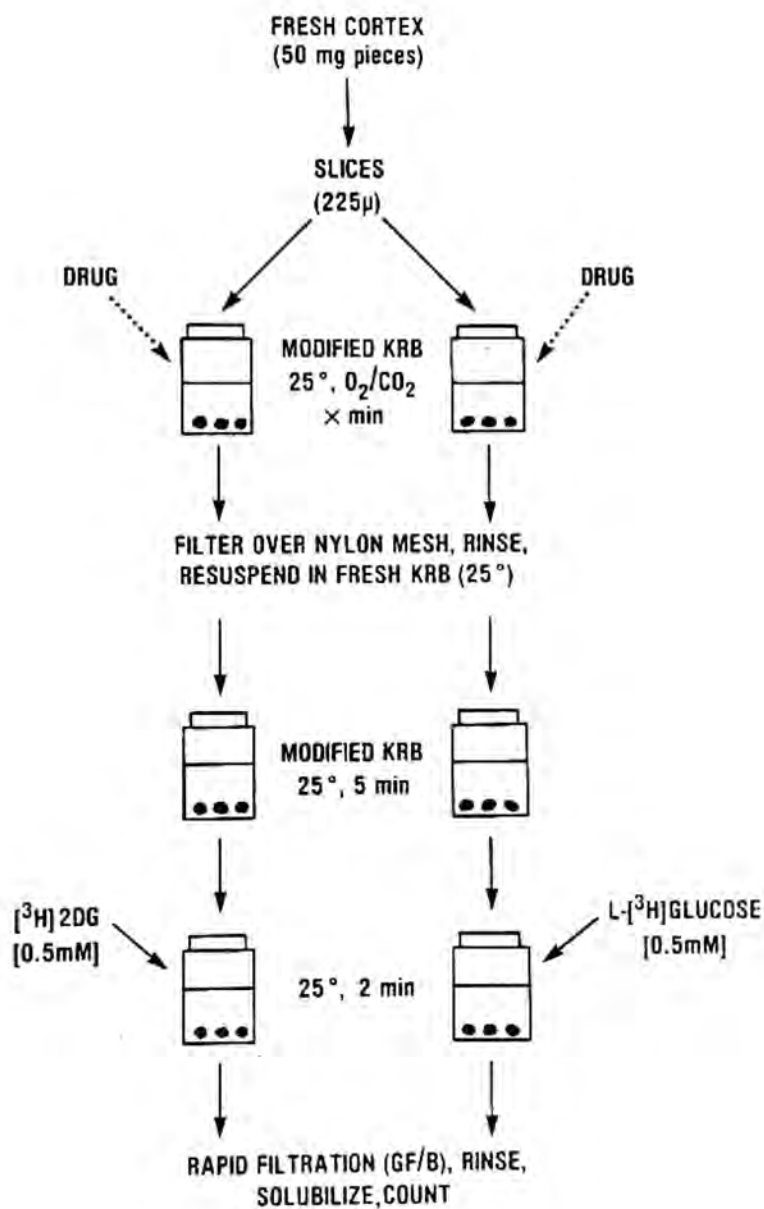 FRESH CORTEX
(50 mg pieces)
SLICES
(225µ)
DRUG
DRUG
MODIFIED KRB
25°, O₂/CO₂
× min
FILTER OVER NYLON MESH, RINSE,
RESUSPEND IN FRESH KRB (25°)
MODIFIED KRB
25°, 5 min
[³H] 2DG
[0.5mM]
L-[³H]GLUCOSE
[0.5mM]
25°, 2 min
RAPID FILTRATION (GF/B), RINSE,
SOLUBILIZE, COUNT